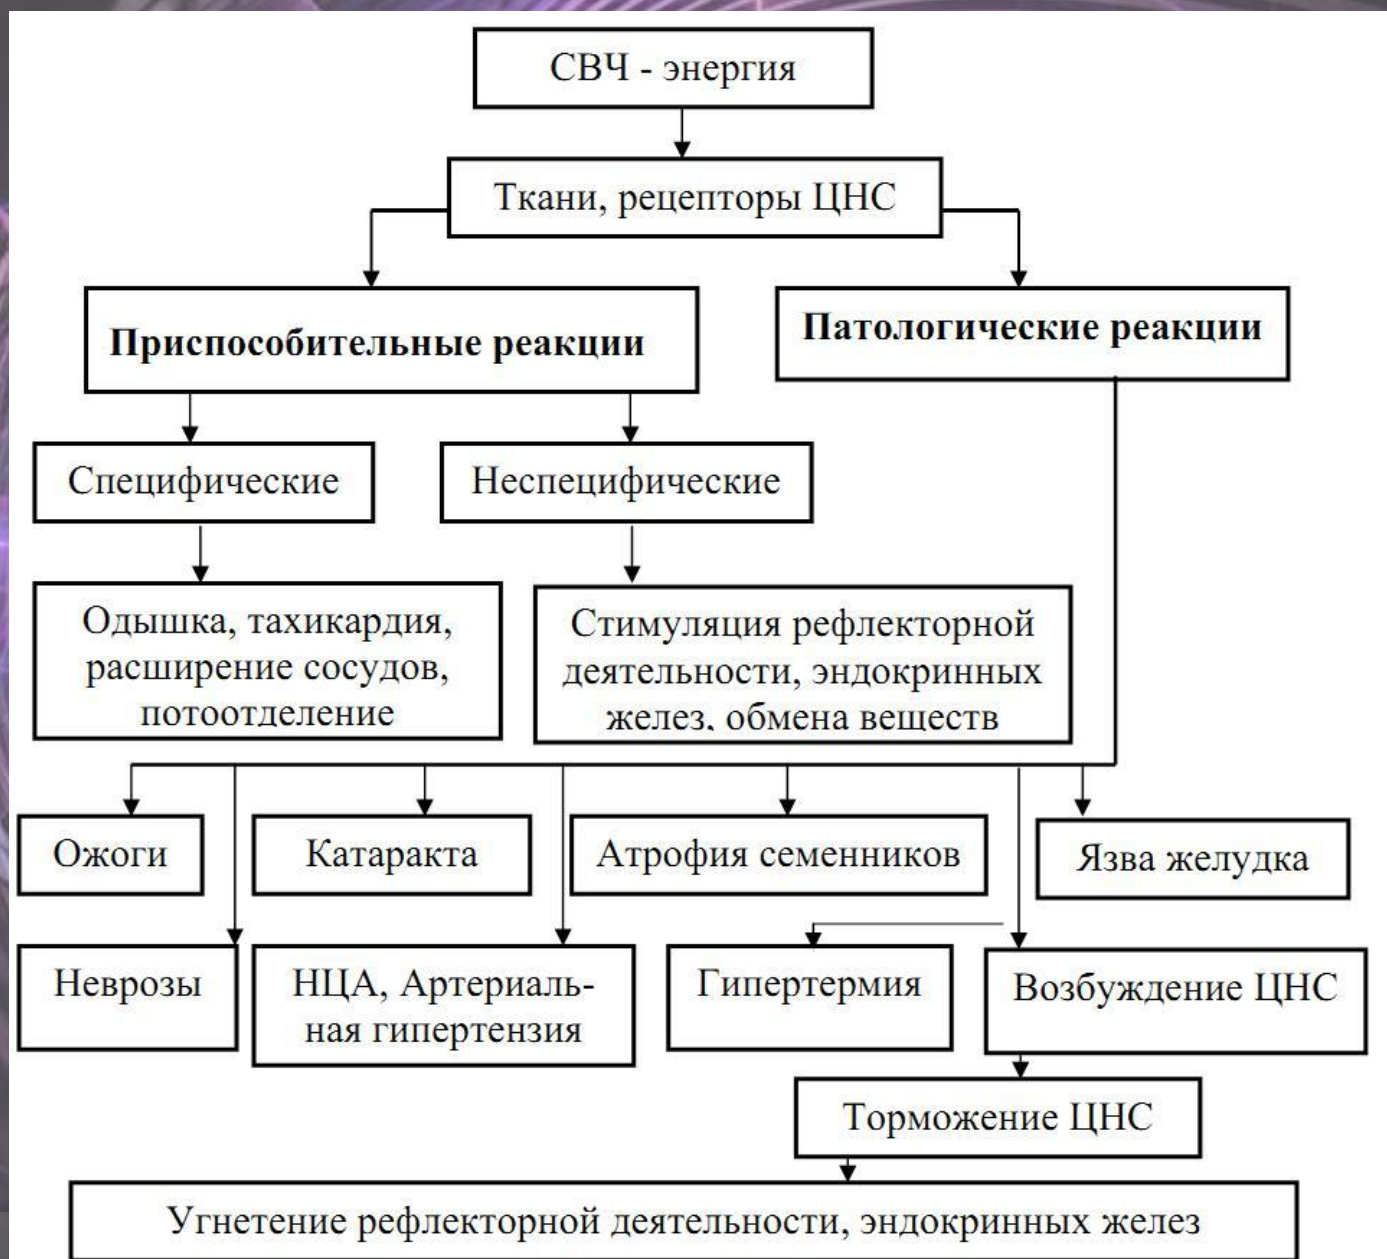 СВЧ - энергия
Ткани, рецепторы ЦНС
Приспособительные реакции
Патологические реакции
Специфические
Неспецифические
Одышка, тахикардия,
расширение сосудов,
потоотделение
Стимуляция рефлекторной
деятельности, эндокринных
желез, обмена веществ
Ожоги
Катаракта
Атрофия семенников
Язва желудка
Неврозы
НЦА, Артериаль-
ная гипертензия
Гипертермия
Возбуждение ЦНС
Торможение ЦНС
Угнетение рефлекторной деятельности, эндокринных желез